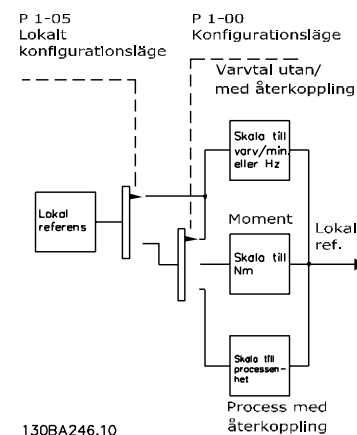 P 1-05
Lokalt
konfigurationsläge
P 1-00
Konfigurationsläge
Varvtal utan/
med återkoppling
Skala till
varv/min.
eller Hz
Lokal
referens
Moment
Skala till
Nm
Lokal
ref.
Skala till
processen-
het
Process med
återkoppling
130BA246.10